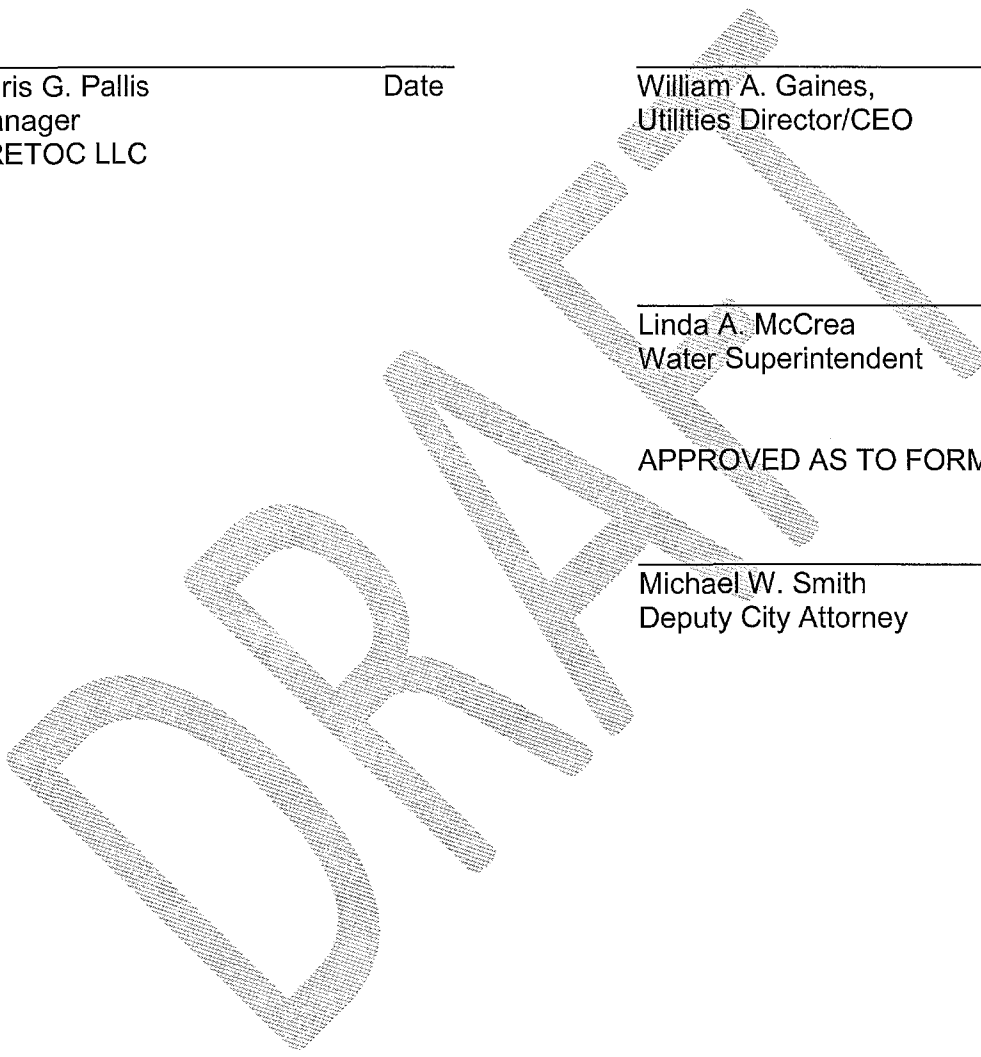 ris G. Pallis Date
anager
RETOC LLC
William A. Gaines,
Utilities Director/CEO
Linda A. McCrea
Water Superintendent
APPROVED AS TO FORM
Michael W. Smith
Deputy City Attorney
DRAFT